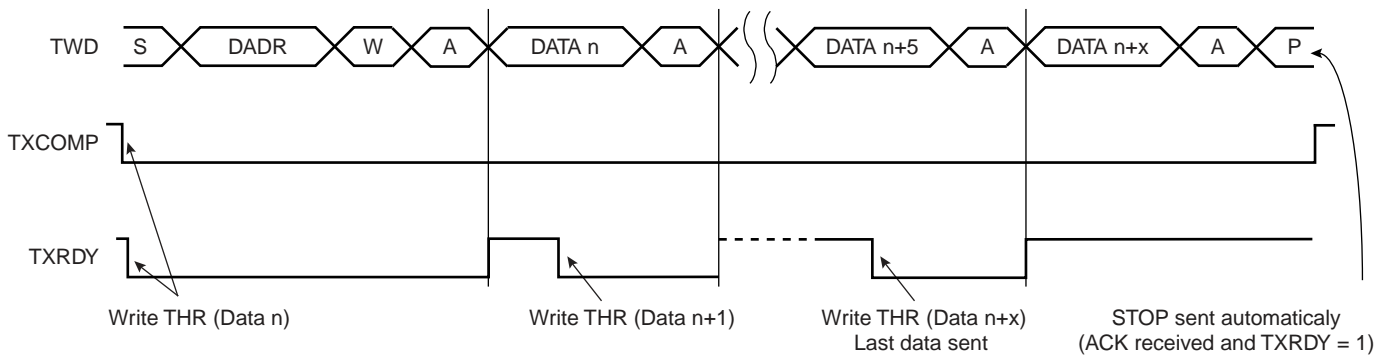 TWD S DADR W A DATA n A DATA n+5 A DATA n+x A P
TXCOMP
TXRDY
Write THR (Data n)
Write THR (Data n+1)
Write THR (Data n+x)
Last data sent
STOP sent automaticaly
(ACK received and TXRDY = 1)